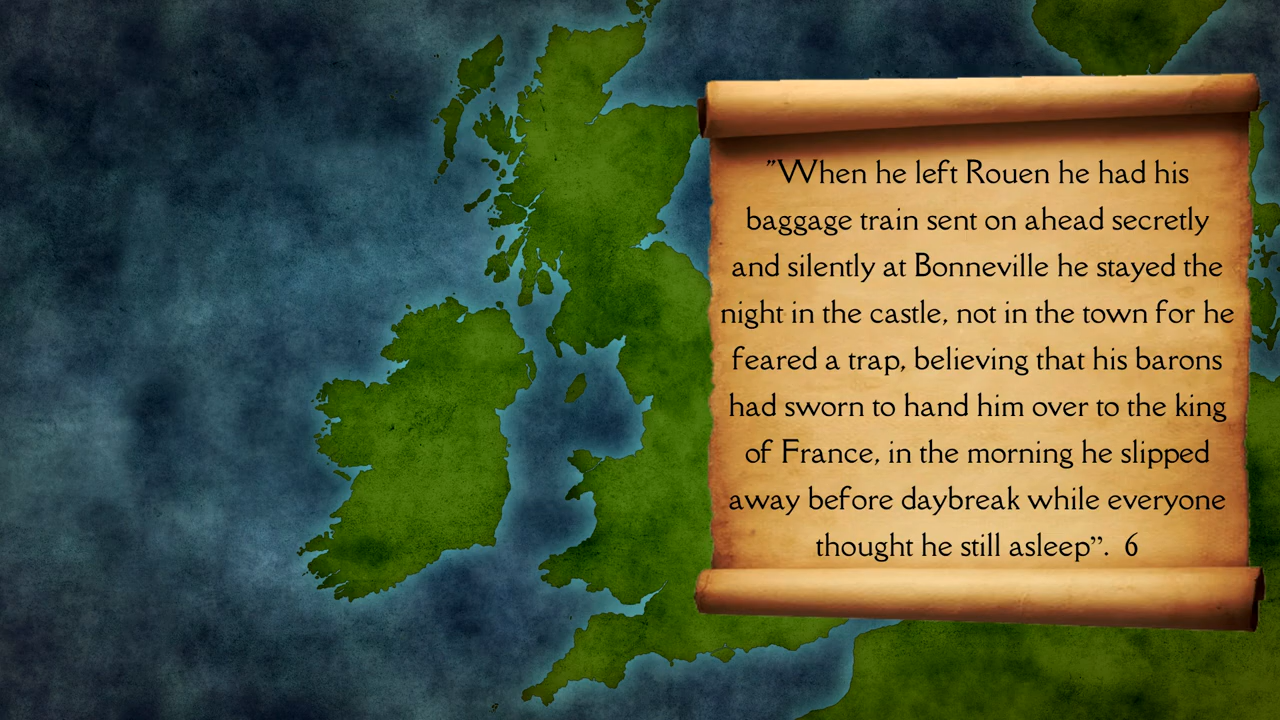 "When he left Rouen he had his
baggage train sent on ahead secretly
and silently at Bonneville he stayed the
night in the castle, not in the town for he
feared a trap, believing that his barons
had sworn to hand him over to the king
of France, in the morning he slipped
away before daybreak while everyone
thought he still asleep”. 6